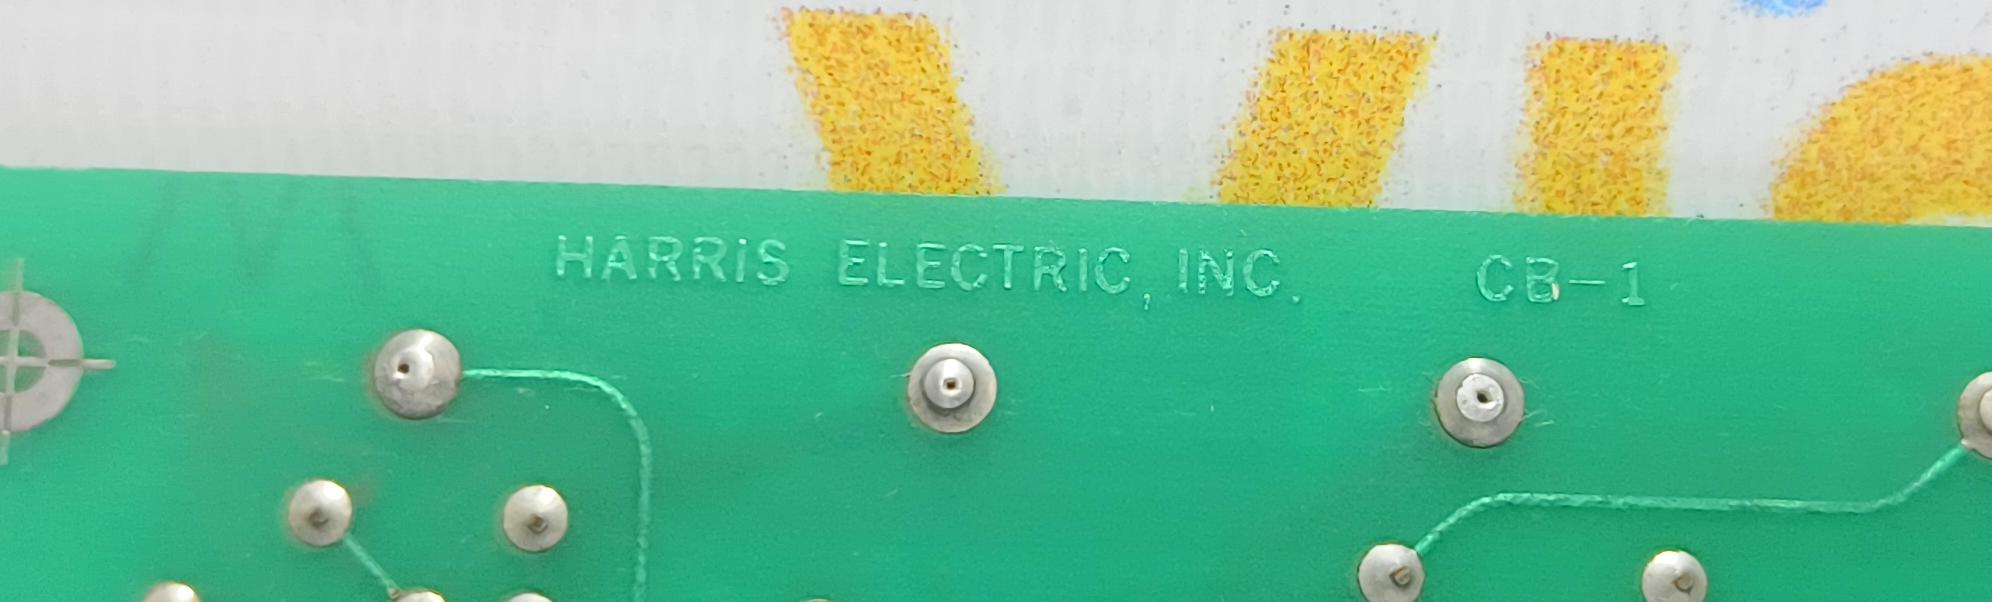 HARRIS ELECTRIC, INC. CB-1